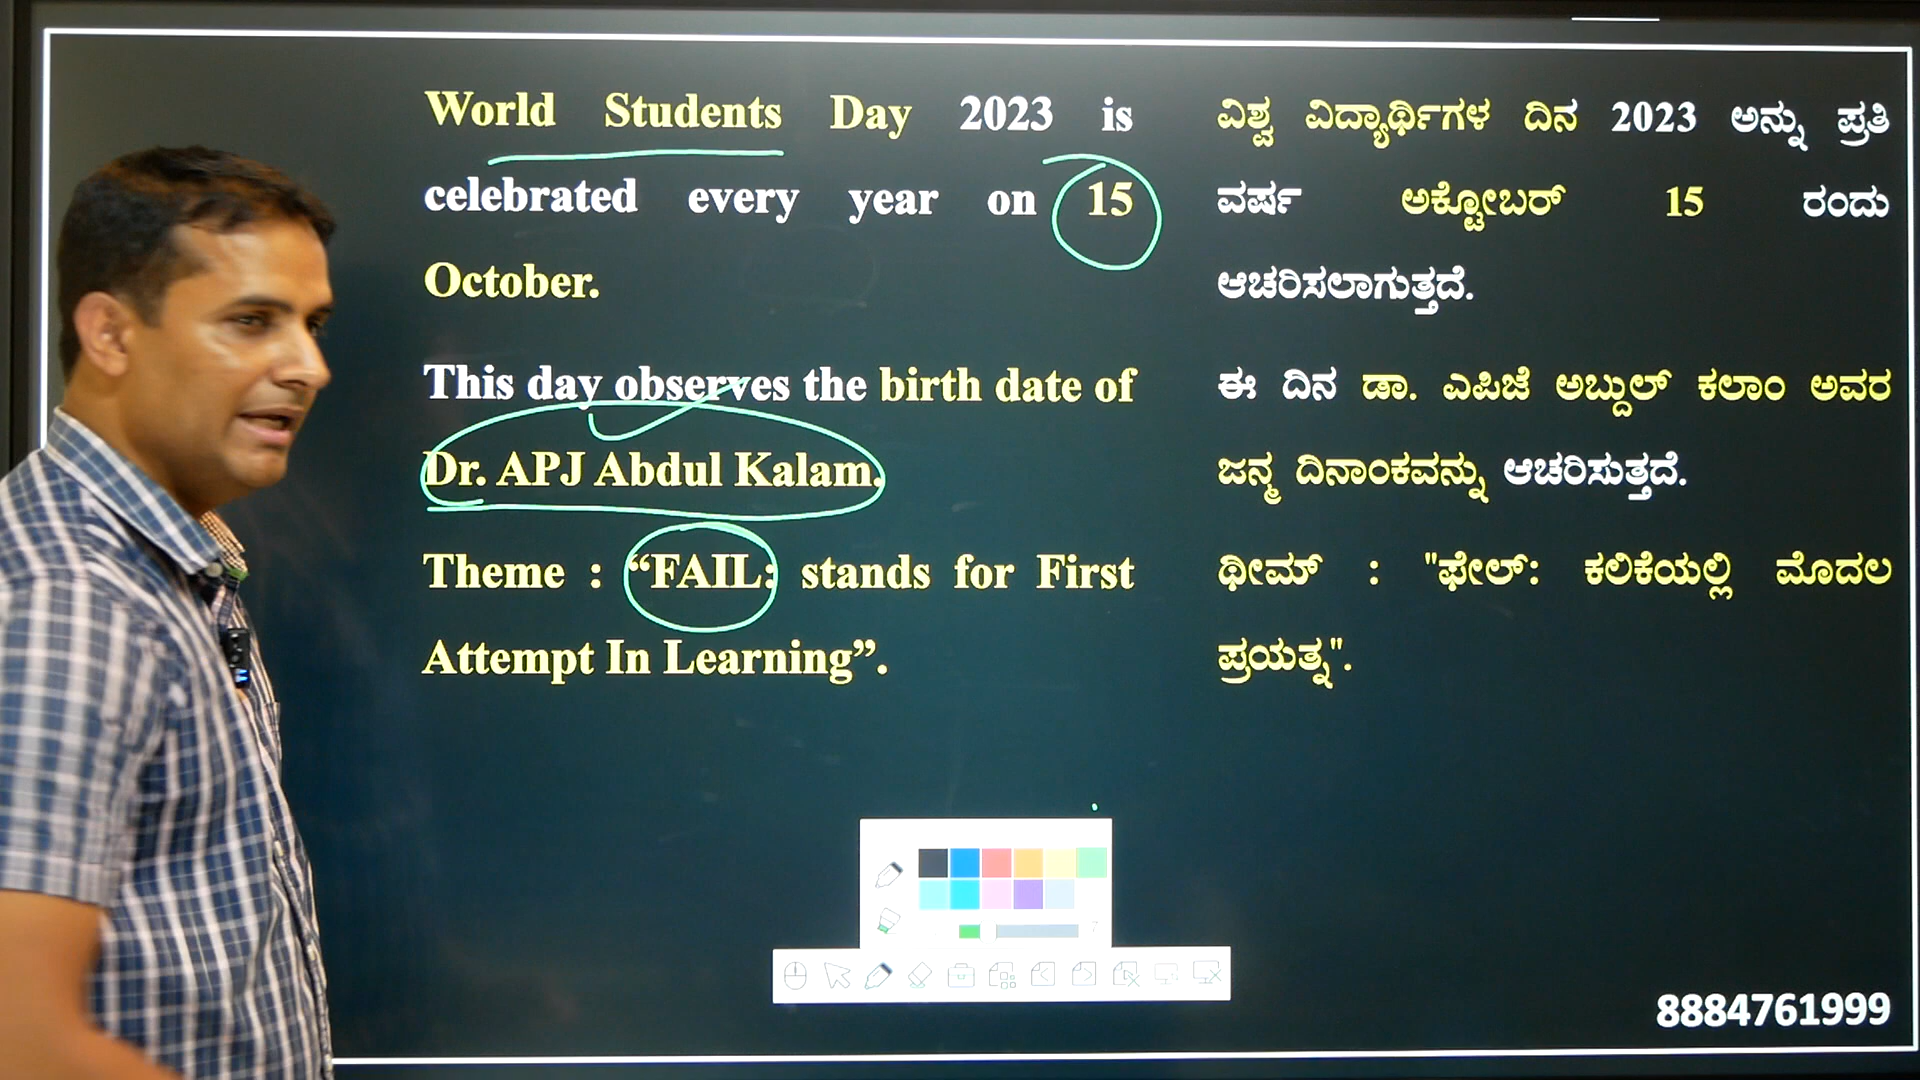 World Students Day 2023 is
celebrated every year on 15
October.
This day observes the birth date of
Dr. APJ Abdul Kalam.
Theme : “FAIL: stands for First
Attempt In Learning”.
ವಿಶ್ವ ವಿದ್ಯಾರ್ಥಿಗಳ ದಿನ 2023 ಅನ್ನು ಪ್ರತಿ
ವರ್ಷ ಅಕ್ಟೋಬರ್ 15 ರಂದು
ಆಚರಿಸಲಾಗುತ್ತದೆ.
ಈ ದಿನ ಡಾ. ಎಪಿಜೆ ಅಬ್ದುಲ್ ಕಲಾಂ ಅವರ
ಜನ್ಮ ದಿನಾಂಕವನ್ನು ಆಚರಿಸುತ್ತದೆ.
ಥೀಮ್ : "ಫೇಲ್: ಕಲಿಕೆಯಲ್ಲಿ ಮೊದಲ
ಪ್ರಯತ್ನ".
7
8884761999